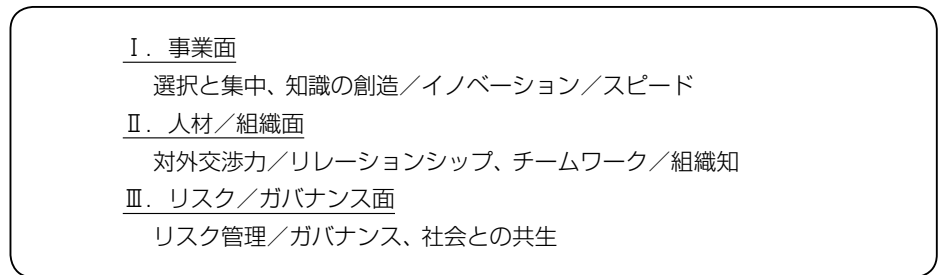 Ⅰ. 事業面
選択と集中、知識の創造／イノベーション／スピード
Ⅱ. 人材／組織面
対外交渉力／リレーションシップ、チームワーク／組織知
Ⅲ. リスク／ガバナンス面
リスク管理／ガバナンス、社会との共生